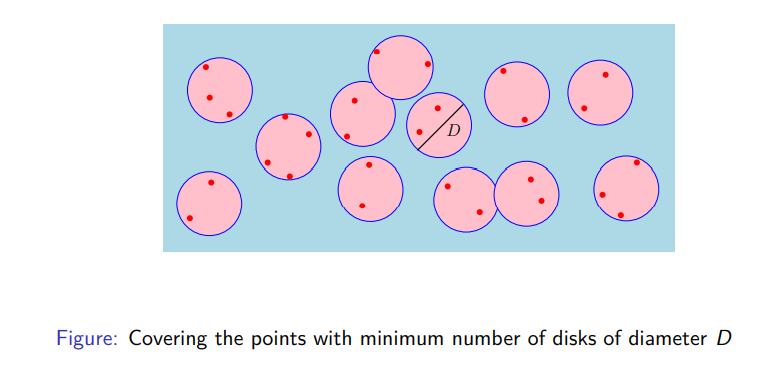 D
Figure: Covering the points with minimum number of disks of diameter D